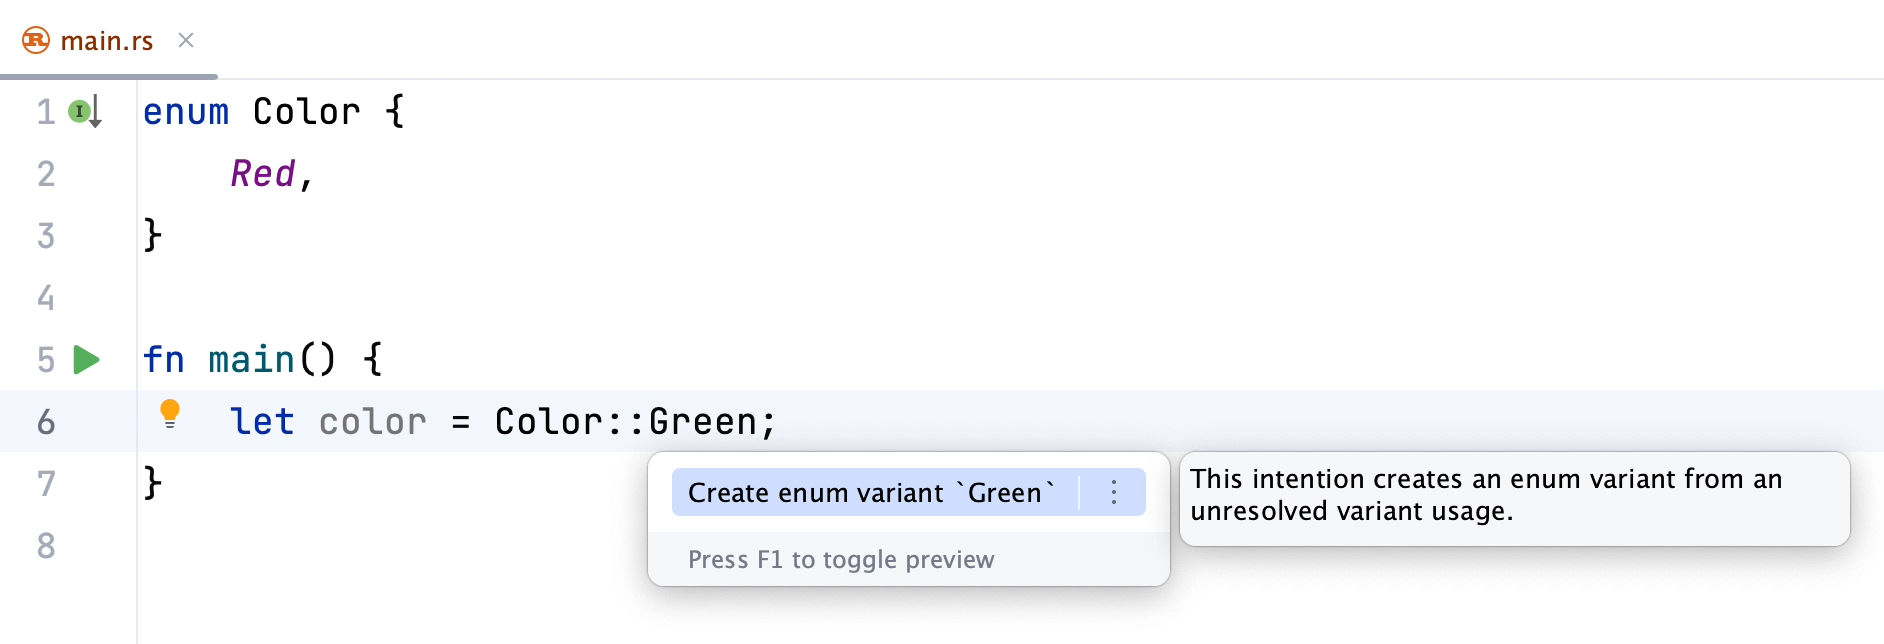 main.rs
1 enum Color {
2     Red,
3 }
4
5 fn main() {
6     let color = Color::Green;
7 }
8
Create enum variant `Green`
Press F1 to toggle preview
This intention creates an enum variant from an
unresolved variant usage.